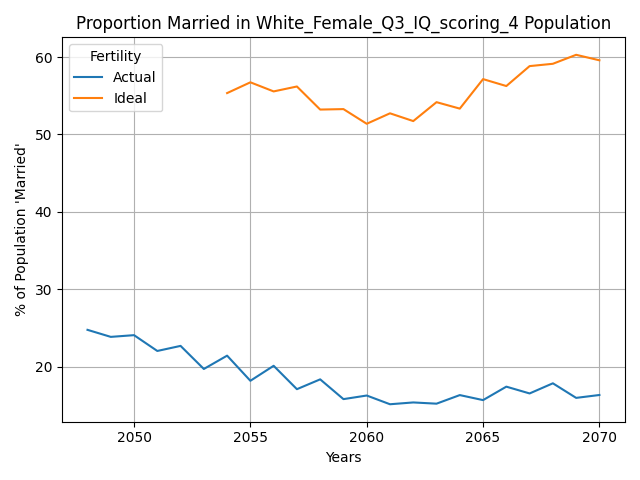 Proportion Married in White_Female_Q3_IQ_scoring_4 Population
Fertility
Actual
Ideal
% of Population 'Married'
60
50
40
30
20
2050
2055
2060
2065
2070
Years